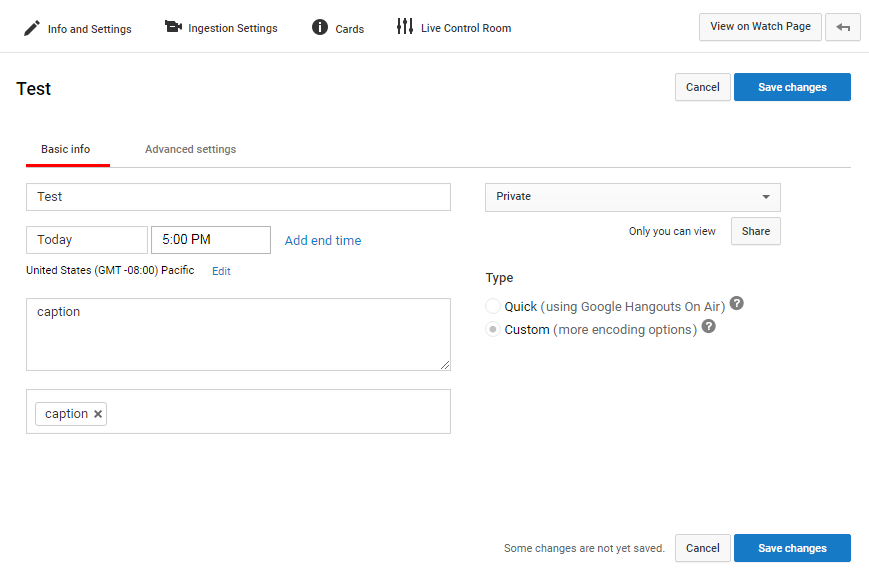 Info and Settings
Ingestion Settings
Cards
Live Control Room
View on Watch Page
Test
Cancel
Save changes
Basic info
Advanced settings
Test
Private
Today
5:00 PM
Add end time
Only you can view
Share
United States (GMT -08:00) Pacific
Edit
Type
caption
Quick (using Google Hangouts On Air) ?
Custom (more encoding options) ?
caption ×
Some changes are not yet saved.
Cancel
Save changes